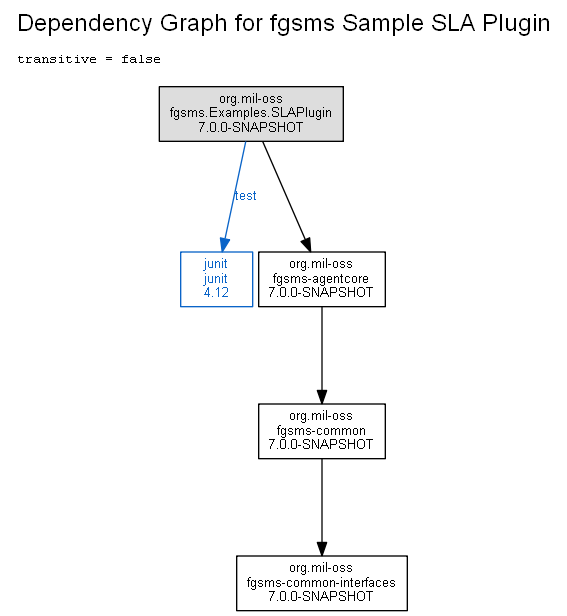 Dependency Graph for fgsms Sample SLA Plugin
transitive = false
org.mil-oss
fgsms.Examples.SLAPlugin
7.0.0-SNAPSHOT
test
junit
junit
4.12
org.mil-oss
fgsms-agentcore
7.0.0-SNAPSHOT
org.mil-oss
fgsms-common
7.0.0-SNAPSHOT
org.mil-oss
fgsms-common-interfaces
7.0.0-SNAPSHOT